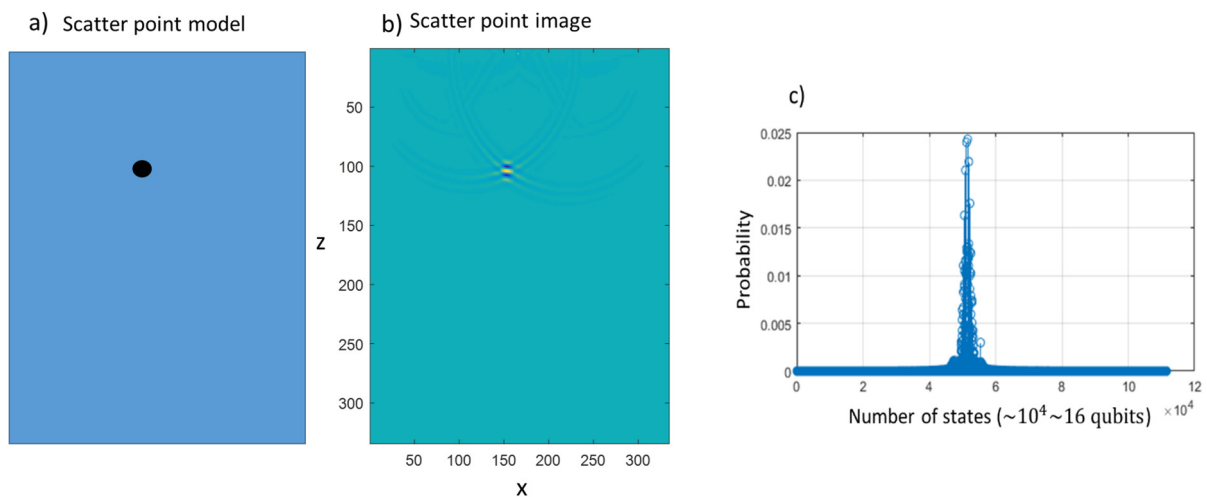 a) Scatter point model
b) Scatter point image
50
100
150
200
250
300
z
50 100 150 200 250 300
x
c)
0.025
0.02
0.015
0.01
0.005
0
Probability
0 2 4 6 8 10 12
×10⁴
Number of states (~10⁴~16 qubits)